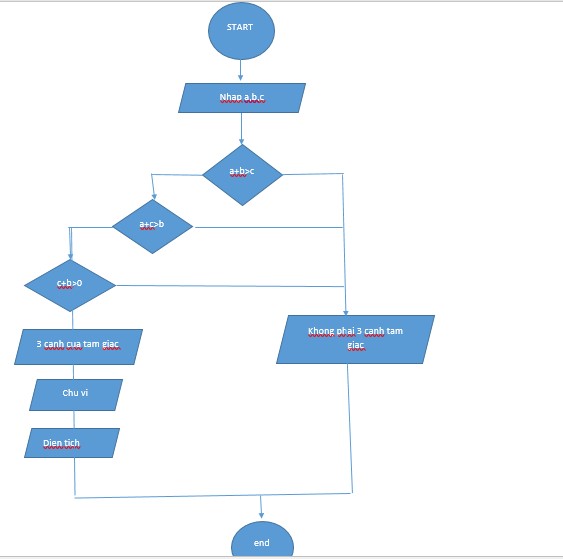 START
Nhap a,b,c
a+b>c
a+c>b
c+b>0
3 canh cua tam giac
Khong phai 3 canh tam
giac
Chu vi
Dien tich
end